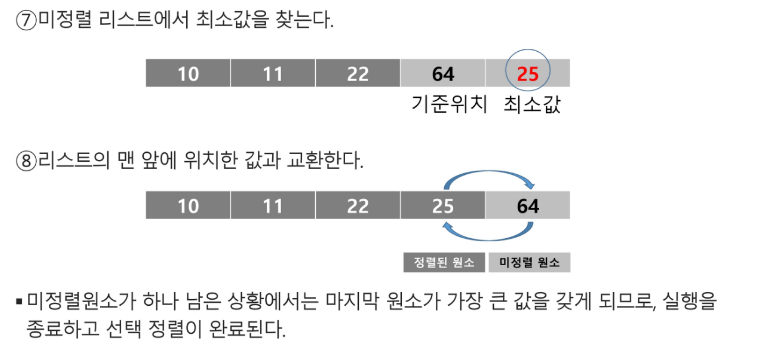 ⑦미정렬 리스트에서 최소값을 찾는다.
10 11 22 64 25
기준위치 최소값
⑧리스트의 맨 앞에 위치한 값과 교환한다.
10 11 22 25 64
정렬된 원소 미정렬 원소
▪ 미정렬원소가 하나 남은 상황에서는 마지막 원소가 가장 큰 값을 갖게 되므로, 실행을
종료하고 선택 정렬이 완료된다.